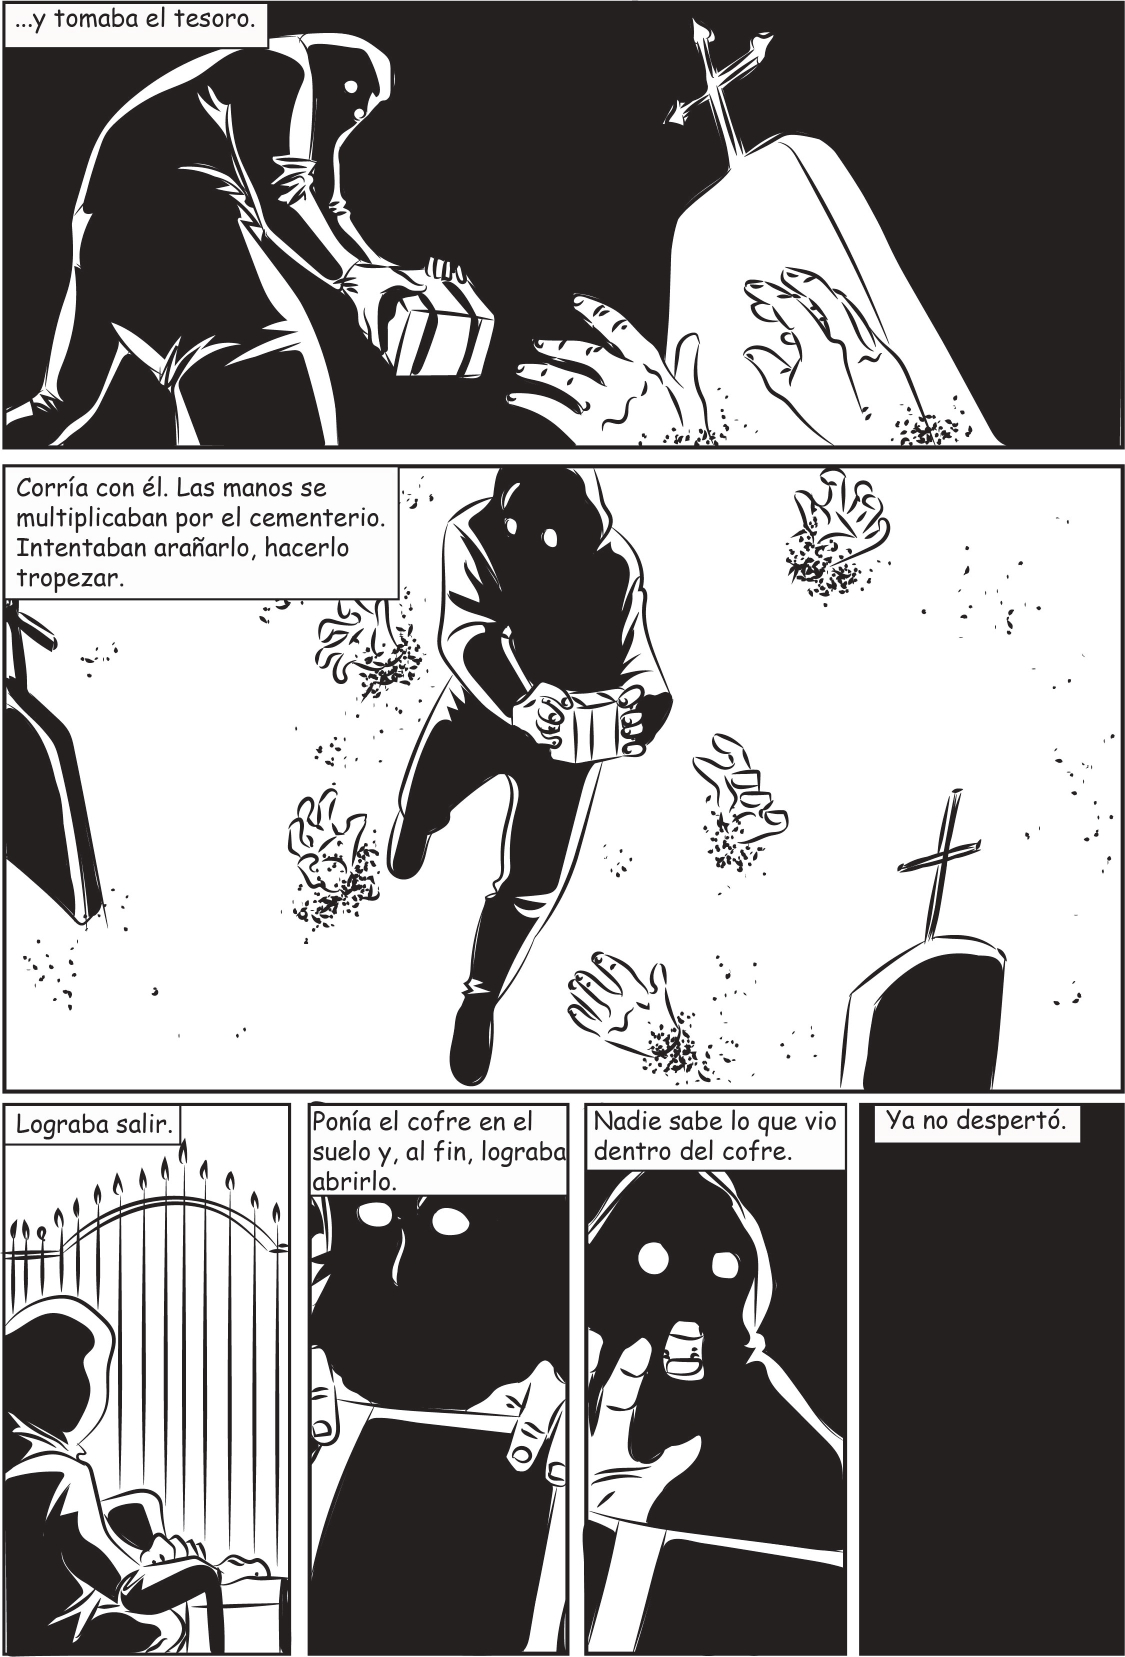 ...y tomaba el tesoro.
Corría con él. Las manos se
multiplicaban por el cementerio.
Intentaban arañarlo, hacerlo
tropezar.
Lograba salir.
Ponía el cofre en el
suelo y, al fin, lograba
abrirlo.
Nadie sabe lo que vio
dentro del cofre.
Ya no despertó.